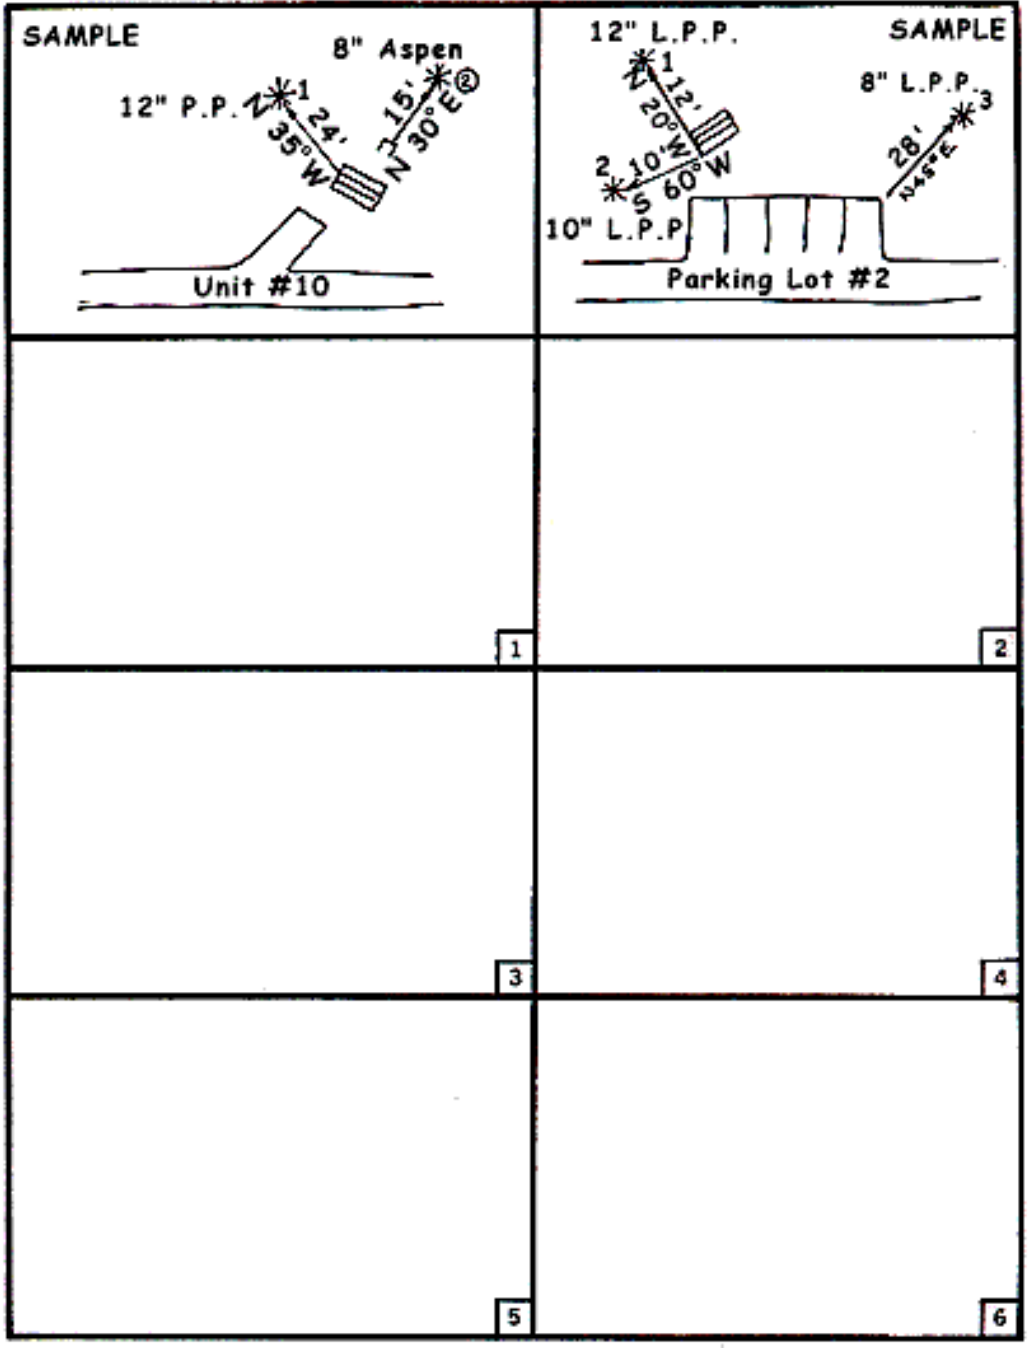 SAMPLE
8" Aspen
12" P.P.
1
2
24'
N 35° W
15'
N 30° E
Unit #10
12" L.P.P.
SAMPLE
1
12'
N 20° W
8" L.P.P.
3
28'
N 45° E.
2
10'
S 60° W
10" L.P.P
Parking Lot #2
1
2
3
4
5
6